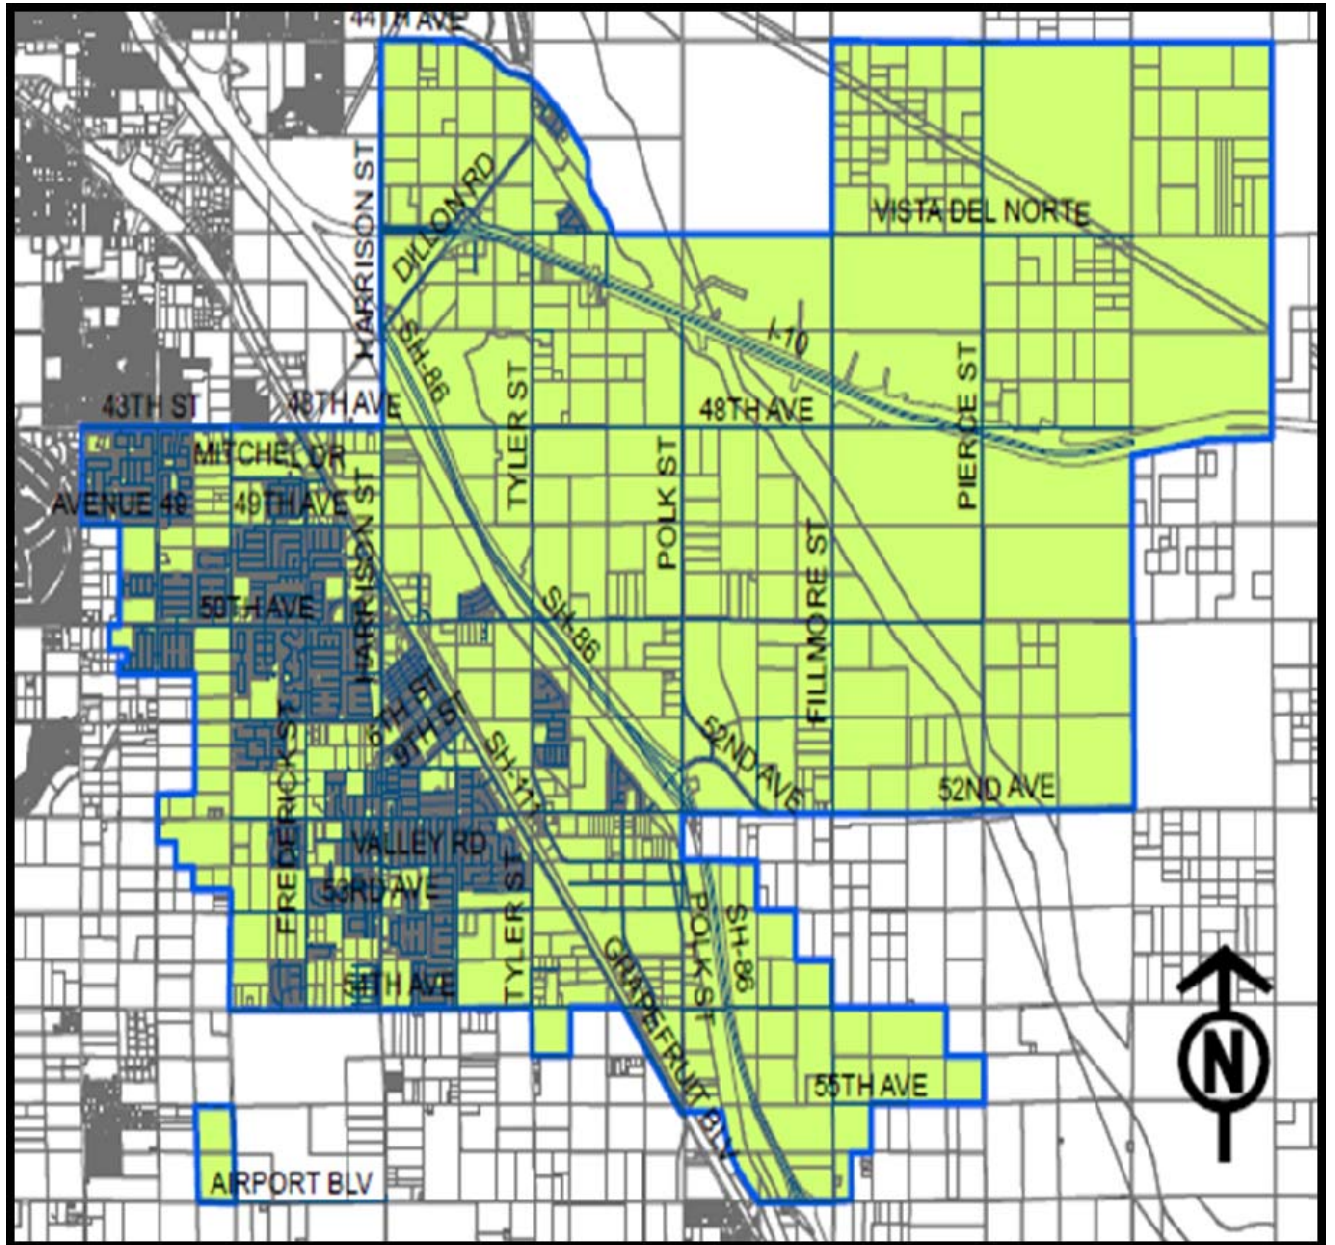 44TH AVE
HARRISON ST
DILLON RD
VISTA DEL NORTE
SH-86
I-10
TYLER ST
PIERCE ST
43TH ST
48TH AVE
48TH AVE
MITCHEL DR
POLK ST
AVENUE 49
49TH AVE
HARRISON ST
FILLMORE ST
50TH AVE
SH-86
6TH ST
9TH ST
FREDERICK ST
SH-111
52ND AVE
52ND AVE
VALLEY RD
53RD AVE
TYLER ST
POLK ST
SH-86
54TH AVE
GRAPEFRUIT BLV
55TH AVE
AIRPORT BLV
N